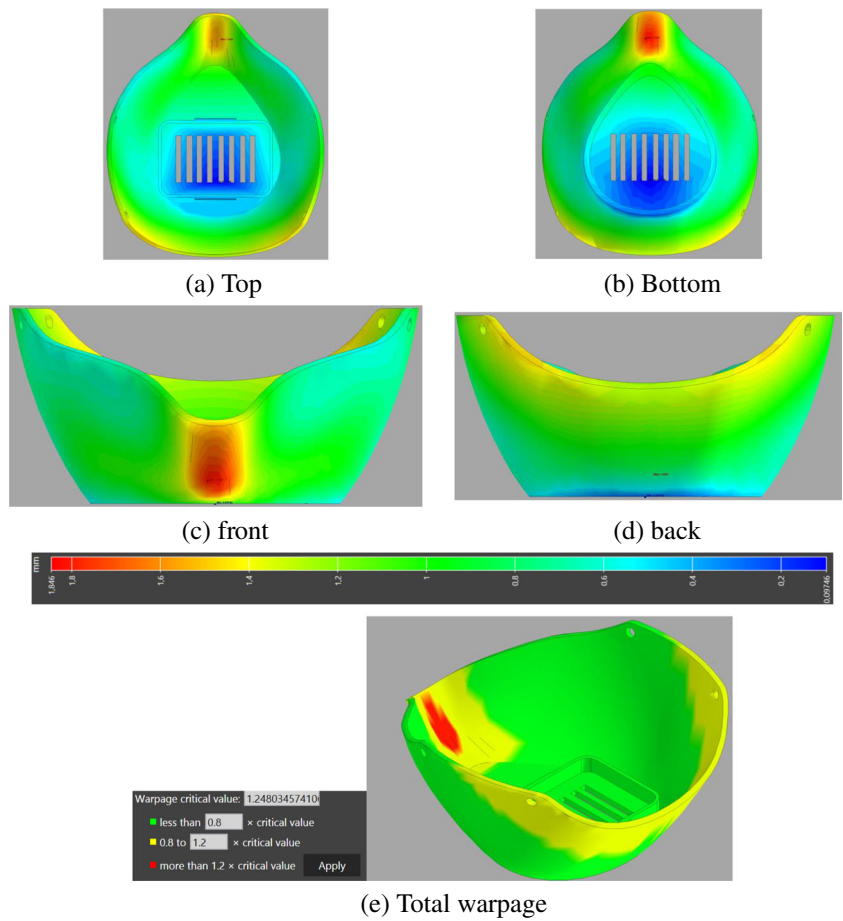 (a) Top
(b) Bottom
(c) front
(d) back
mm
1.846
1.8
1.6
1.4
1.2
1
0.8
0.6
0.4
0.2
0.09746
Warpage critical value: 1.24803457410
less than 0.8 × critical value
0.8 to 1.2 × critical value
more than 1.2 × critical value Apply
(e) Total warpage